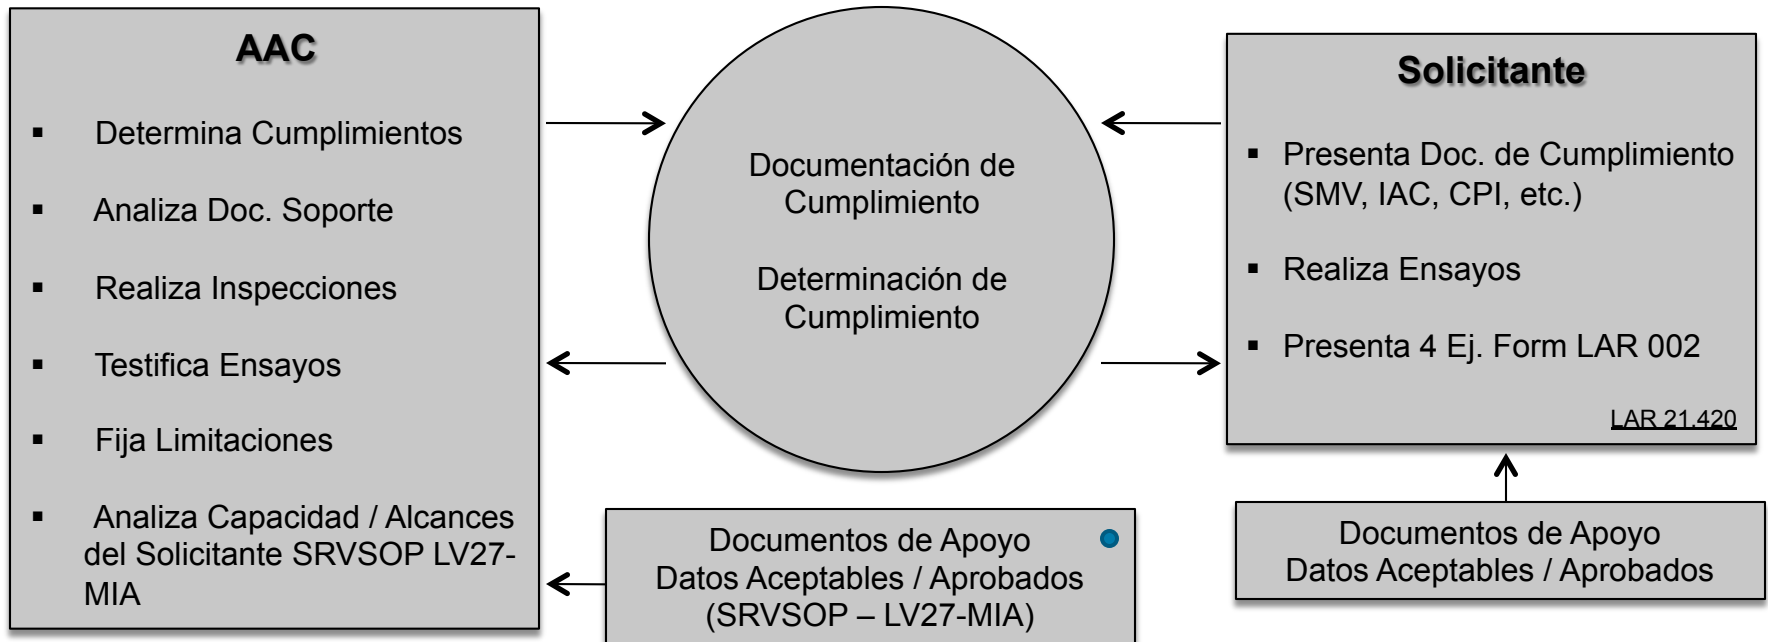 AAC
▪ Determina Cumplimientos
▪ Analiza Doc. Soporte
▪ Realiza Inspecciones
▪ Testifica Ensayos
▪ Fija Limitaciones
▪ Analiza Capacidad / Alcances
del Solicitante SRVSOP LV27-
MIA
Documentación de
Cumplimiento
Determinación de
Cumplimiento
Solicitante
▪ Presenta Doc. de Cumplimiento
(SMV, IAC, CPI, etc.)
▪ Realiza Ensayos
▪ Presenta 4 Ej. Form LAR 002
LAR 21.420
Documentos de Apoyo
Datos Aceptables / Aprobados
(SRVSOP – LV27-MIA)
Documentos de Apoyo
Datos Aceptables / Aprobados